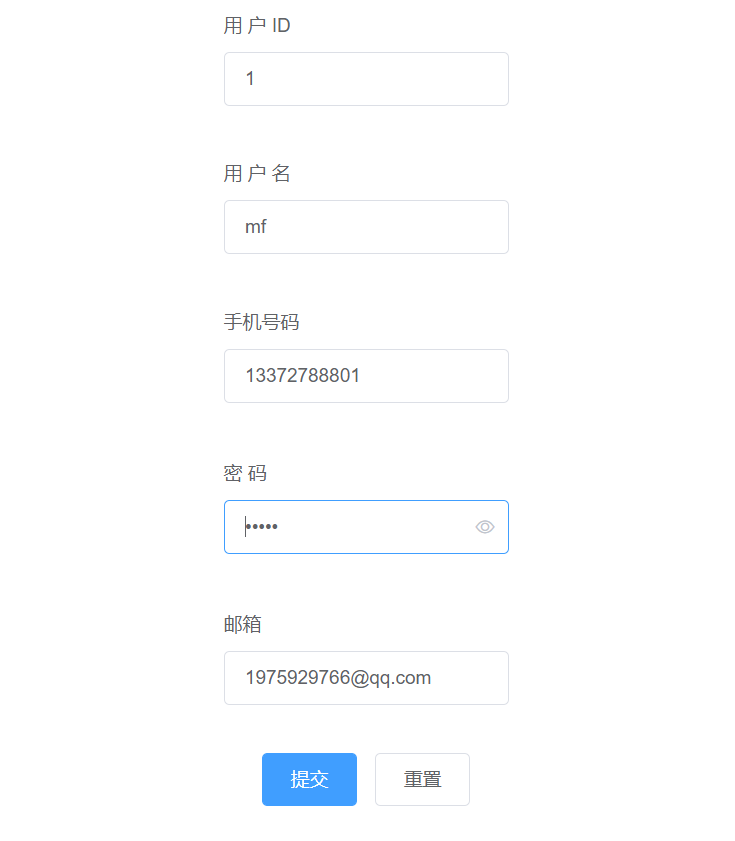 用 户 ID
1
用 户 名
mf
手机号码
13372788801
密 码
•••••
邮箱
1975929766@qq.com
提交 重置